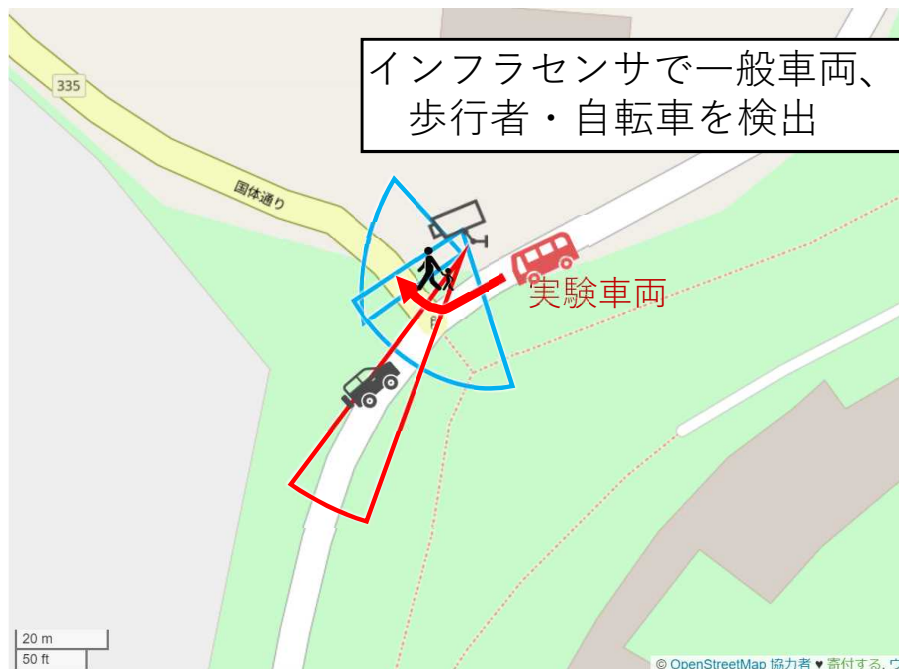 インフラセンサで一般車両、
歩行者・自転車を検出
335
国体通り
実験車両
20 m
50 ft
© OpenStreetMap 協力者 ♥ 寄付する.